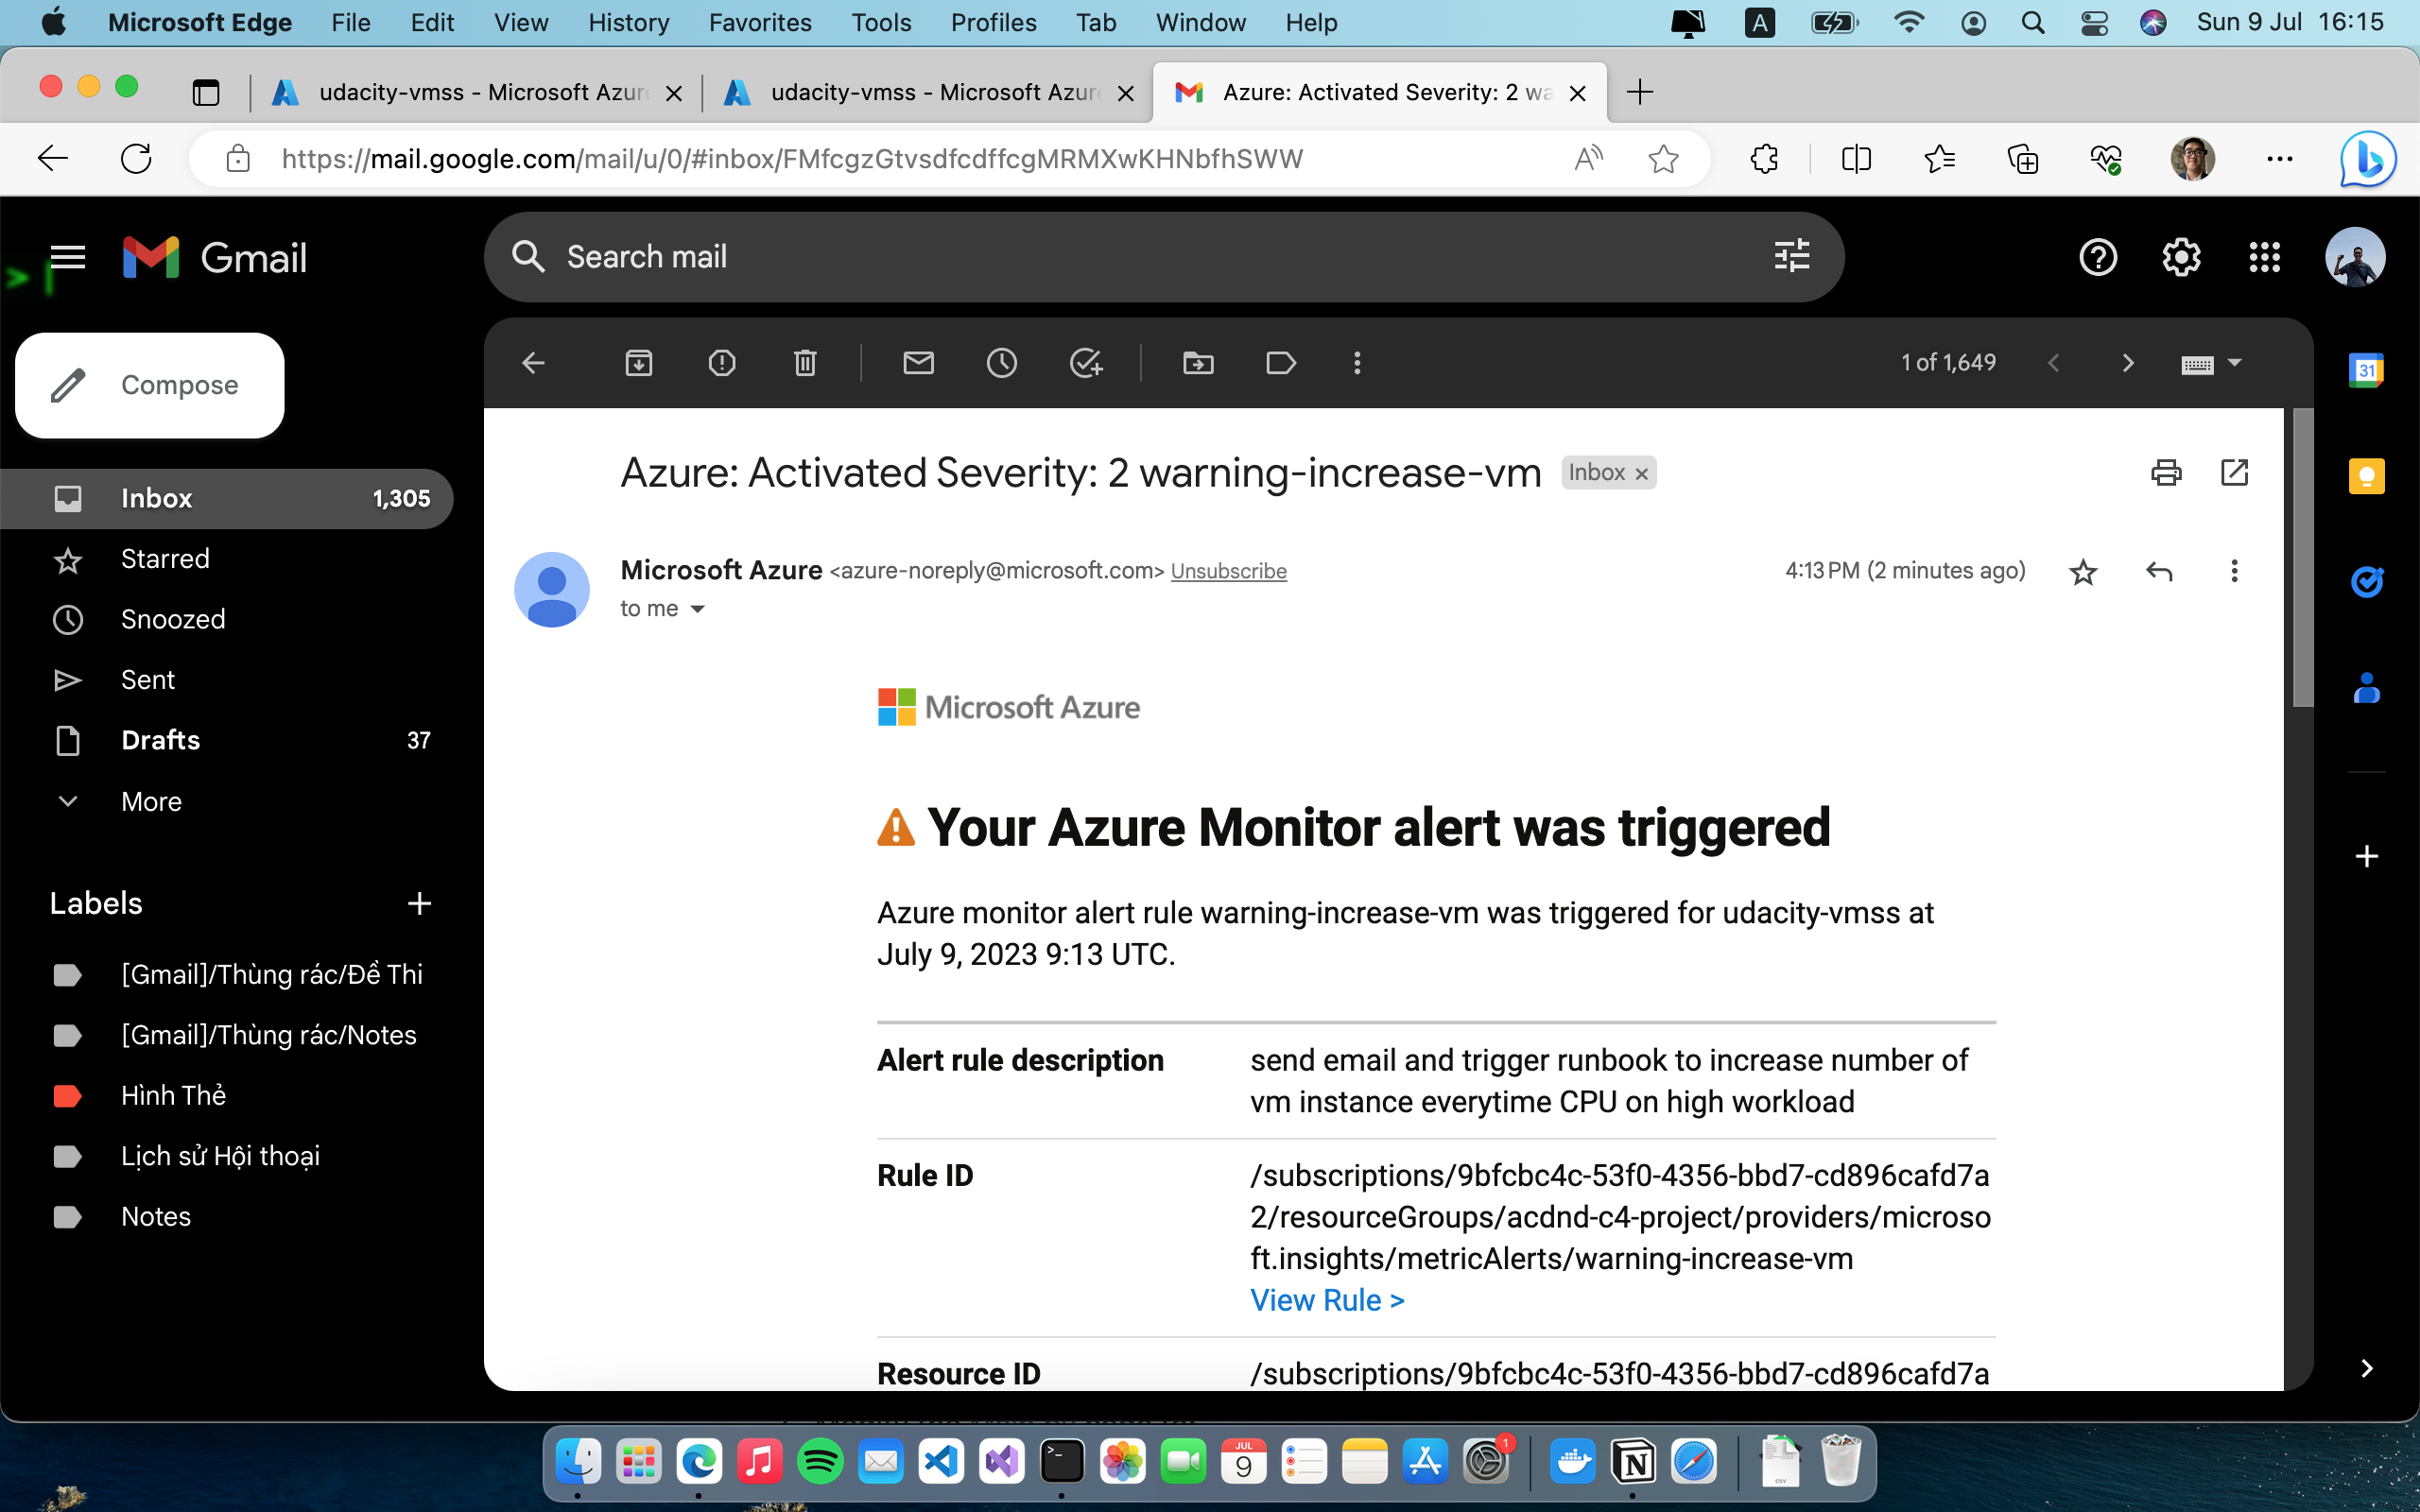 Microsoft Edge File Edit View History Favorites Tools Profiles Tab Window Help A Sun 9 Jul 16:15
udacity-vmss - Microsoft Azur udacity-vmss - Microsoft Azur Azure: Activated Severity: 2 wa
https://mail.google.com/mail/u/0/#inbox/FMfcgzGtvsdfcdffcgMRMXwKHNbfhSWW
Gmail Search mail
> |
Compose
1 of 1,649
31
Inbox 1,305
Starred
Snoozed
Sent
Drafts 37
More
Labels
[Gmail]/Thùng rác/Đề Thi
[Gmail]/Thùng rác/Notes
Hình Thẻ
Lịch sử Hội thoại
Notes
Azure: Activated Severity: 2 warning-increase-vm Inbox x
Microsoft Azure <azure-noreply@microsoft.com> Unsubscribe 4:13 PM (2 minutes ago)
to me
Microsoft Azure
Your Azure Monitor alert was triggered
Azure monitor alert rule warning-increase-vm was triggered for udacity-vmss at
July 9, 2023 9:13 UTC.
Alert rule description send email and trigger runbook to increase number of
vm instance everytime CPU on high workload
Rule ID /subscriptions/9bfcbc4c-53f0-4356-bbd7-cd896cafd7a
2/resourceGroups/acdnd-c4-project/providers/microso
ft.insights/metricAlerts/warning-increase-vm
View Rule >
Resource ID /subscriptions/9bfcbc4c-53f0-4356-bbd7-cd896cafd7a
JUL
9
1
CSV